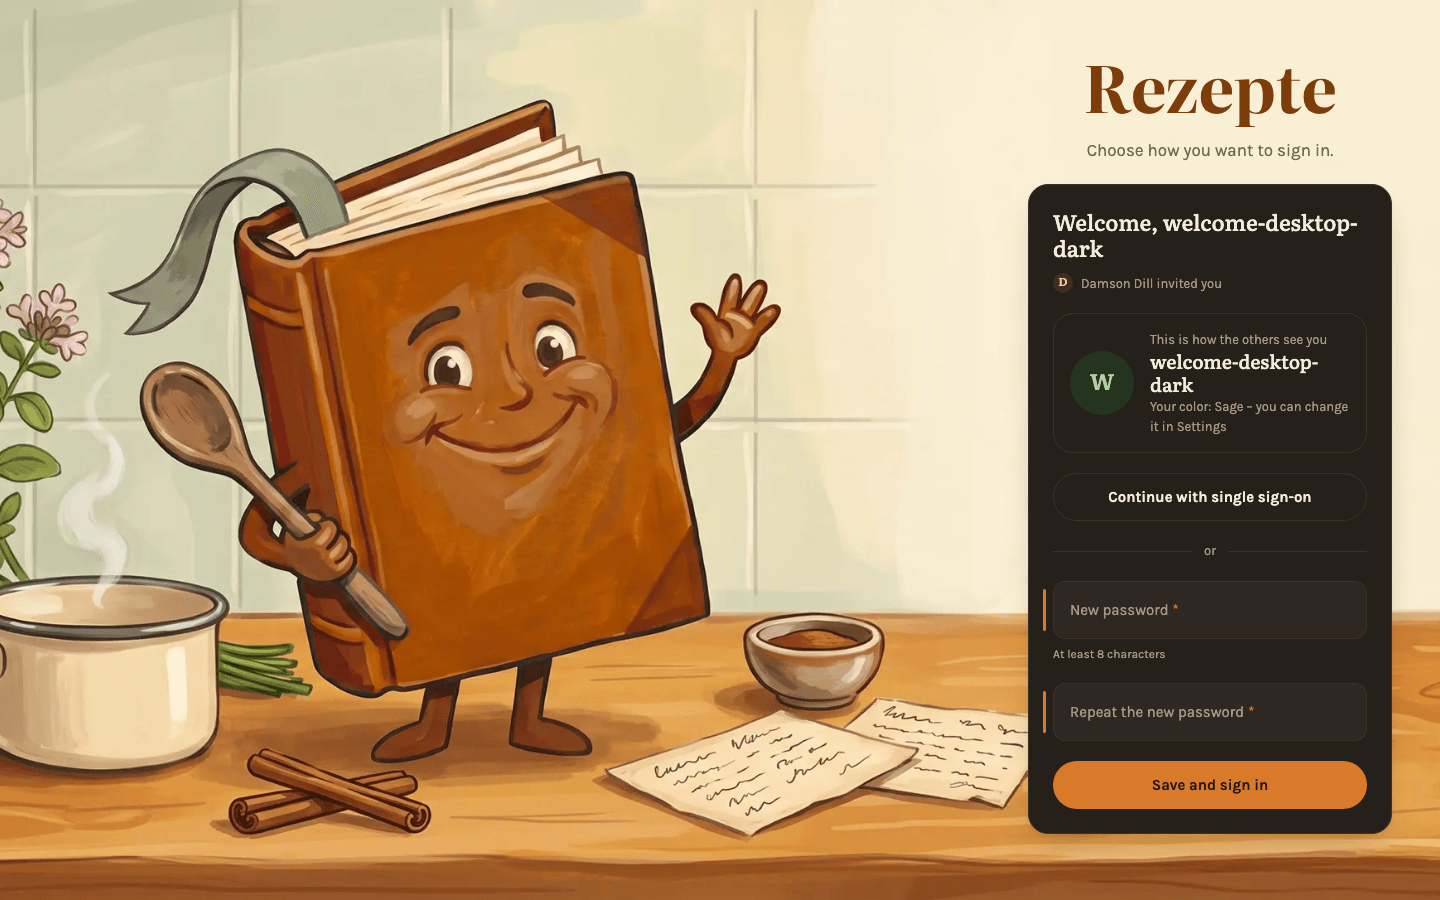 Rezepte
Choose how you want to sign in.
Welcome, welcome-desktop-
dark
D Damson Dill invited you
This is how the others see you
W
welcome-desktop-
dark
Your color: Sage – you can change
it in Settings
Continue with single sign-on
or
New password *
At least 8 characters
Repeat the new password *
Save and sign in